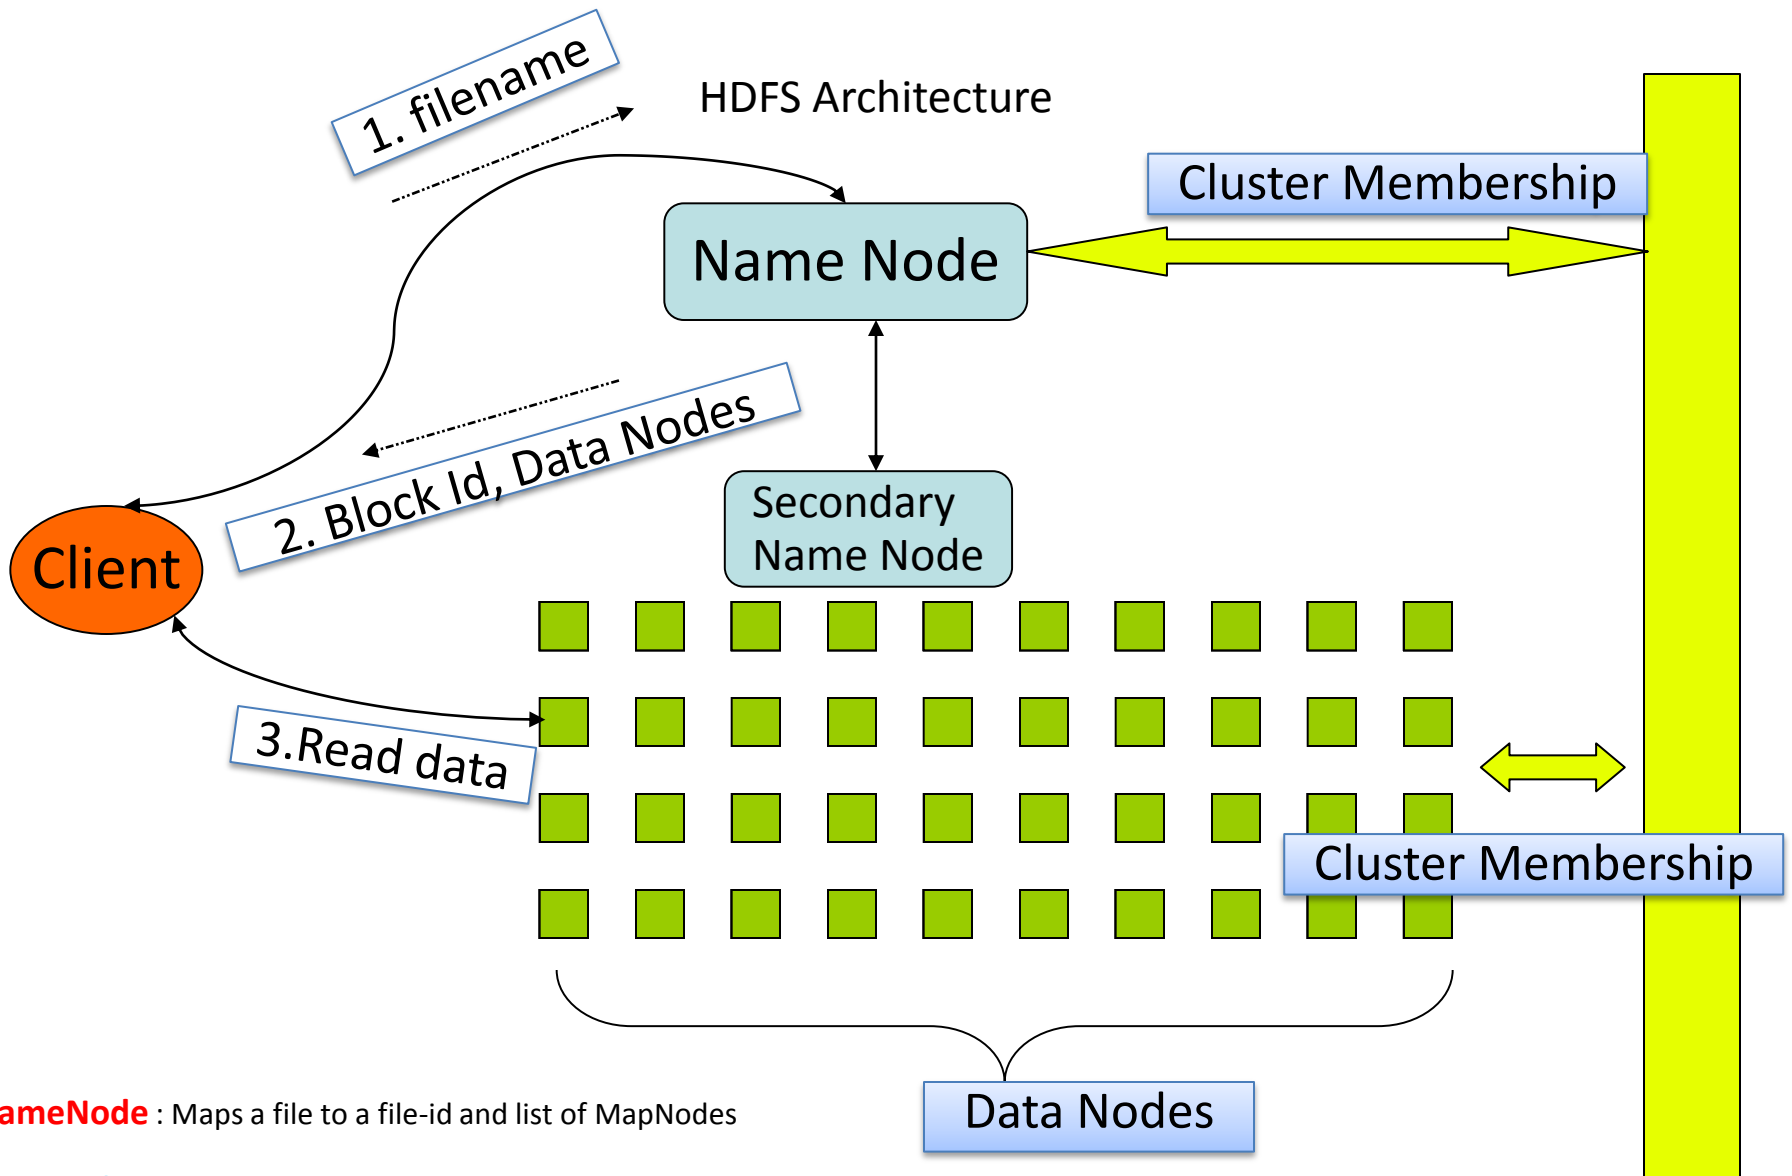 1. filename
HDFS Architecture
Cluster Membership
Name Node
2. Block Id, Data Nodes
Secondary
Name Node
Client
3.Read data
Cluster Membership
Data Nodes
ameNode : Maps a file to a file-id and list of MapNodes